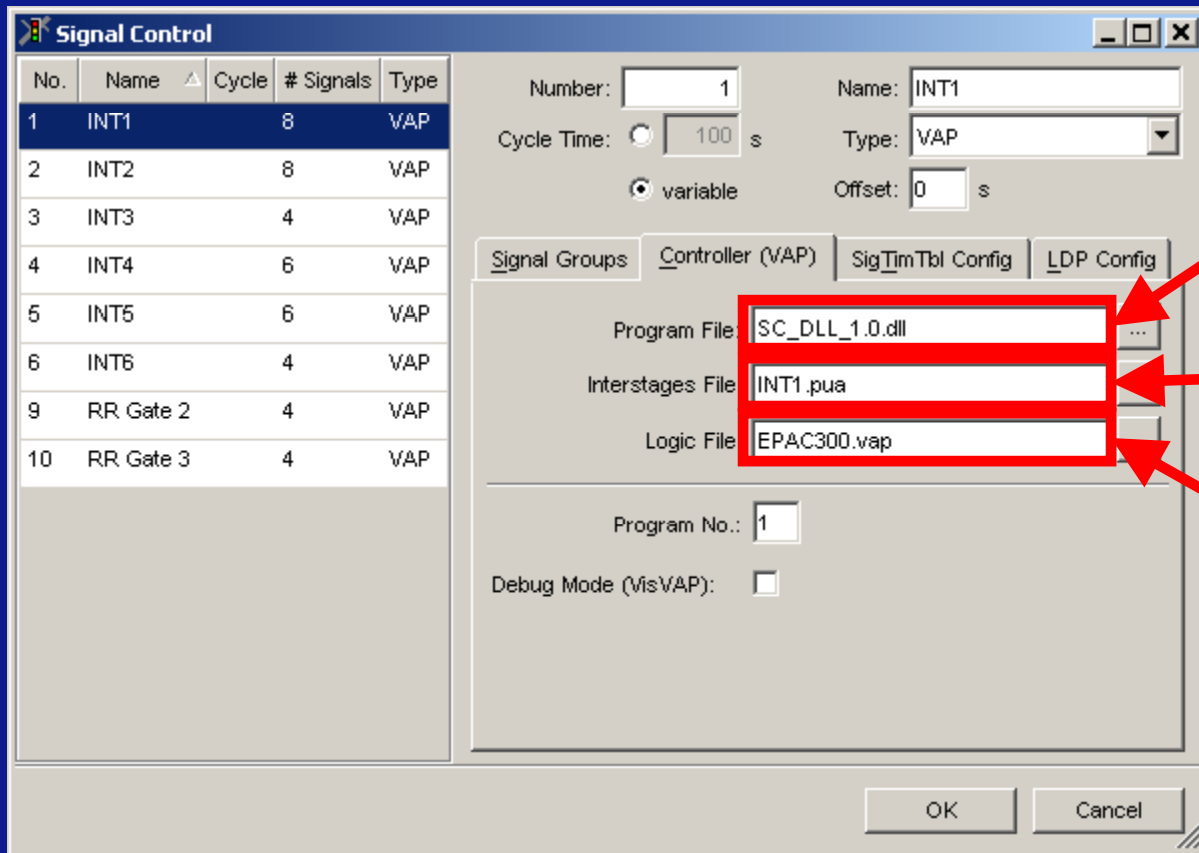 Signal Control
No. Name Cycle # Signals Type
1 INT1 8 VAP
2 INT2 8 VAP
3 INT3 4 VAP
4 INT4 6 VAP
5 INT5 6 VAP
6 INT6 4 VAP
9 RR Gate 2 4 VAP
10 RR Gate 3 4 VAP
Number: 1 Name: INT1
Cycle Time: 100 s Type: VAP
variable Offset: 0 s
Signal Groups Controller (VAP) SigTimTbl Config LDP Config
Program File: SC_DLL_1.0.dll ...
Interstages File INT1.pua
Logic File EPAC300.vap
Program No.: 1
Debug Mode (VisVAP):
OK Cancel